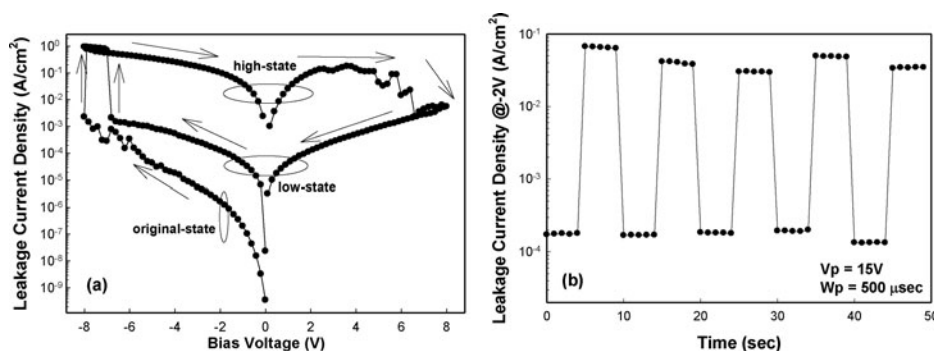 Leakage Current Density (A/cm²)
10⁰
10⁻¹
10⁻²
10⁻³
10⁻⁴
10⁻⁵
10⁻⁶
10⁻⁷
10⁻⁸
10⁻⁹
high-state
low-state
original-state
(a)
-8 -6 -4 -2 0 2 4 6 8
Bias Voltage (V)
Leakage Current Density @-2V (A/cm²)
10⁻¹
10⁻²
10⁻³
10⁻⁴
(b)
Vp = 15V
Wp = 500 μsec
0 10 20 30 40 50
Time (sec)